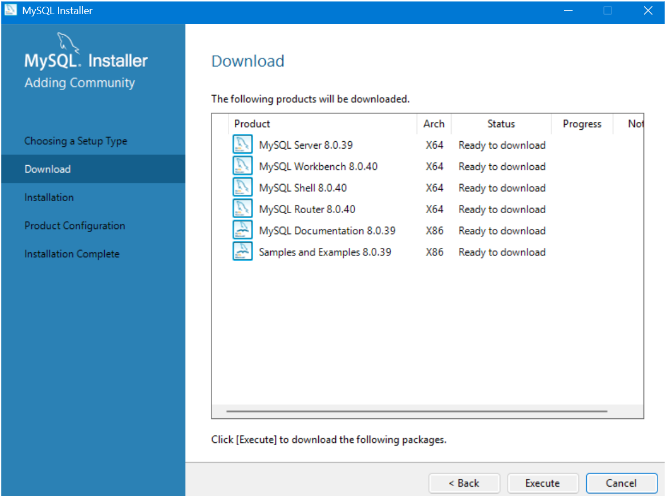 MySQL Installer
MySQL. Installer
Adding Community
Choosing a Setup Type
Download
Installation
Product Configuration
Installation Complete
Download
The following products will be downloaded.
Product Arch Status Progress Not
MySQL Server 8.0.39 X64 Ready to download
MySQL Workbench 8.0.40 X64 Ready to download
MySQL Shell 8.0.40 X64 Ready to download
MySQL Router 8.0.40 X64 Ready to download
MySQL Documentation 8.0.39 X86 Ready to download
Samples and Examples 8.0.39 X86 Ready to download
Click [Execute] to download the following packages.
< Back Execute Cancel